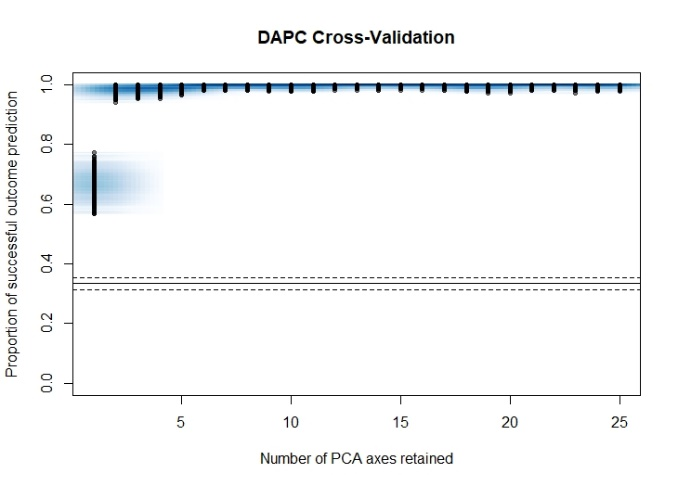 DAPC Cross-Validation
Proportion of successful outcome prediction
1.0
0.8
0.6
0.4
0.2
0.0
5 10 15 20 25
Number of PCA axes retained